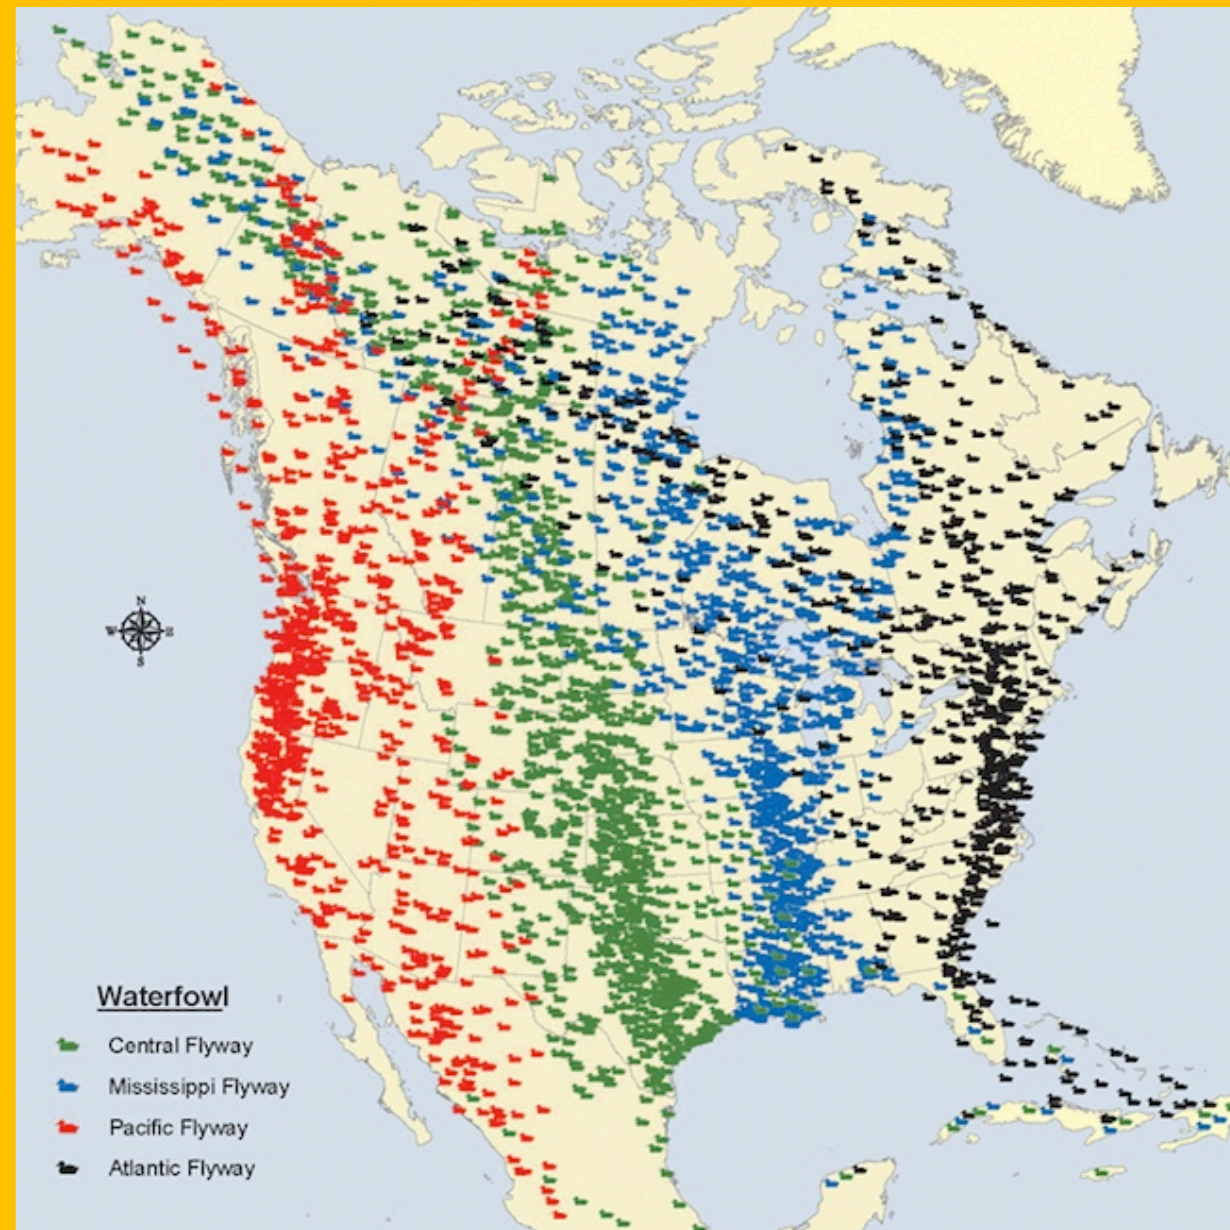 N
W E
S
Waterfowl
Central Flyway
Mississippi Flyway
Pacific Flyway
Atlantic Flyway